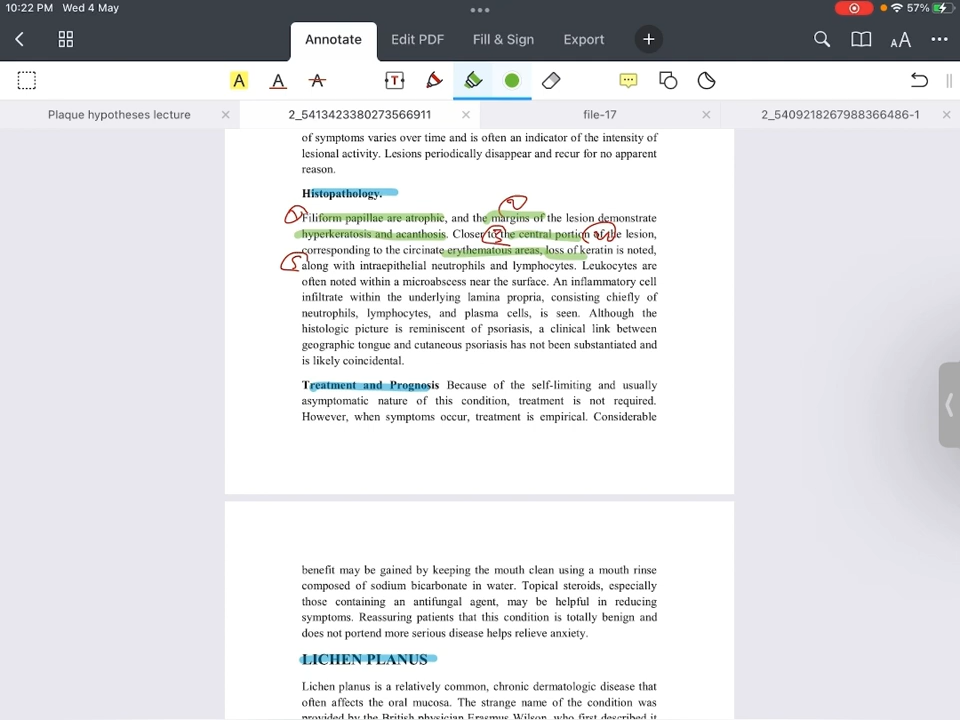 10:22 PM Wed 4 May
57%
Annotate Edit PDF Fill & Sign Export
Plaque hypotheses lecture 2_5413423380273566911 file-17 2_5409218267988366486-1
of symptoms varies over time and is often an indicator of the intensity of
lesional activity. Lesions periodically disappear and recur for no apparent
reason.
Histopathology.
Filiform papillae are atrophic, and the margins of the lesion demonstrate
hyperkeratosis and acanthosis. Closer to the central portion of the lesion,
corresponding to the circinate erythematous areas, loss of keratin is noted,
along with intraepithelial neutrophils and lymphocytes. Leukocytes are
often noted within a microabscess near the surface. An inflammatory cell
infiltrate within the underlying lamina propria, consisting chiefly of
neutrophils, lymphocytes, and plasma cells, is seen. Although the
histologic picture is reminiscent of psoriasis, a clinical link between
geographic tongue and cutaneous psoriasis has not been substantiated and
is likely coincidental.
Treatment and Prognosis Because of the self-limiting and usually
asymptomatic nature of this condition, treatment is not required.
However, when symptoms occur, treatment is empirical. Considerable
benefit may be gained by keeping the mouth clean using a mouth rinse
composed of sodium bicarbonate in water. Topical steroids, especially
those containing an antifungal agent, may be helpful in reducing
symptoms. Reassuring patients that this condition is totally benign and
does not portend more serious disease helps relieve anxiety.
LICHEN PLANUS
Lichen planus is a relatively common, chronic dermatologic disease that
often affects the oral mucosa. The strange name of the condition was
provided by the British physician Erasmus Wilson, who first described it